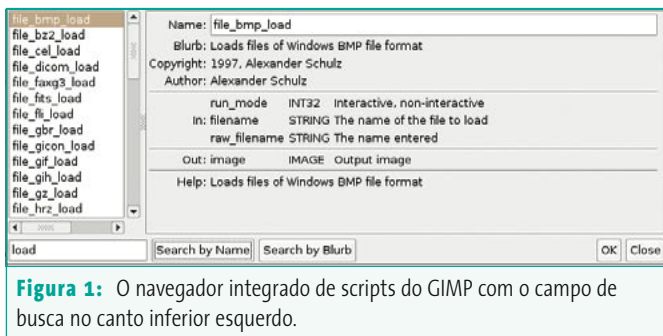 file_bmp_load
file_bz2_load
file_cel_load
file_dicom_load
file_faxg3_load
file_fits_load
file_fli_load
file_gbr_load
file_gicon_load
file_gif_load
file_gih_load
file_gz_load
file_hrz_load
load
Name: file_bmp_load
Blurb: Loads files of Windows BMP file format
Copyright: 1997, Alexander Schulz
Author: Alexander Schulz
run_mode INT32 Interactive, non-interactive
In: filename STRING The name of the file to load
raw_filename STRING The name entered
Out: image IMAGE Output image
Help: Loads files of Windows BMP file format
Search by Name Search by Blurb OK Close
Figura 1: O navegador integrado de scripts do GIMP com o campo de
busca no canto inferior esquerdo.